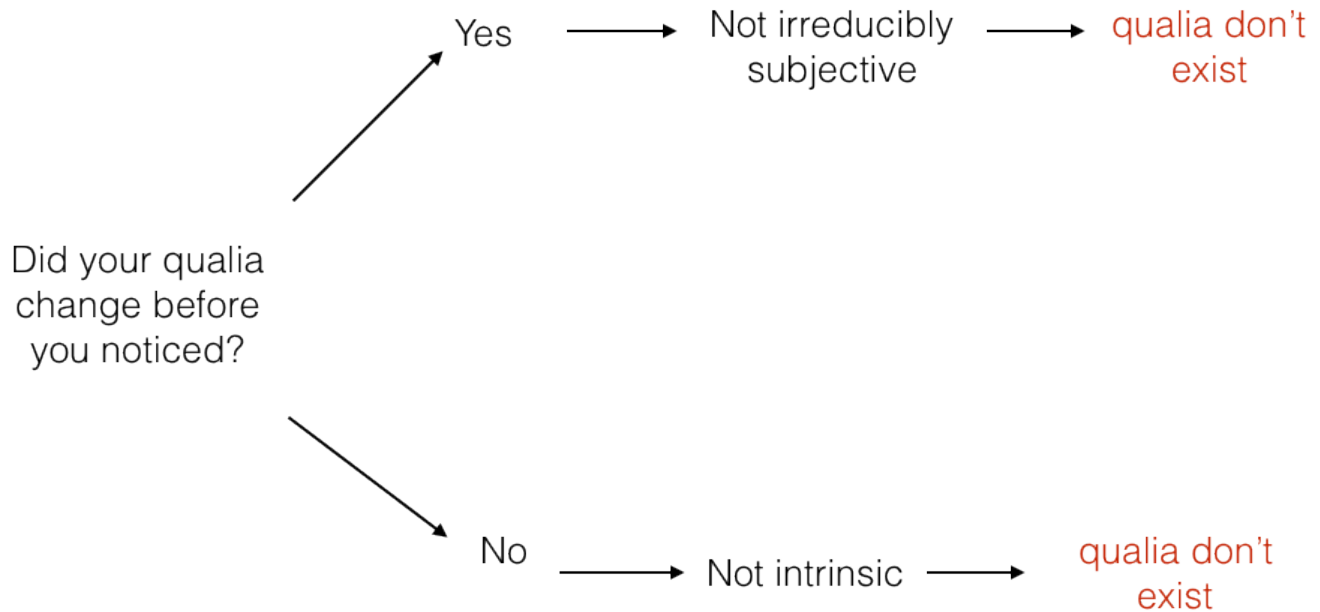 Did your qualia
change before
you noticed?
Yes
Not irreducibly
subjective
qualia don't
exist
No
Not intrinsic
qualia don't
exist